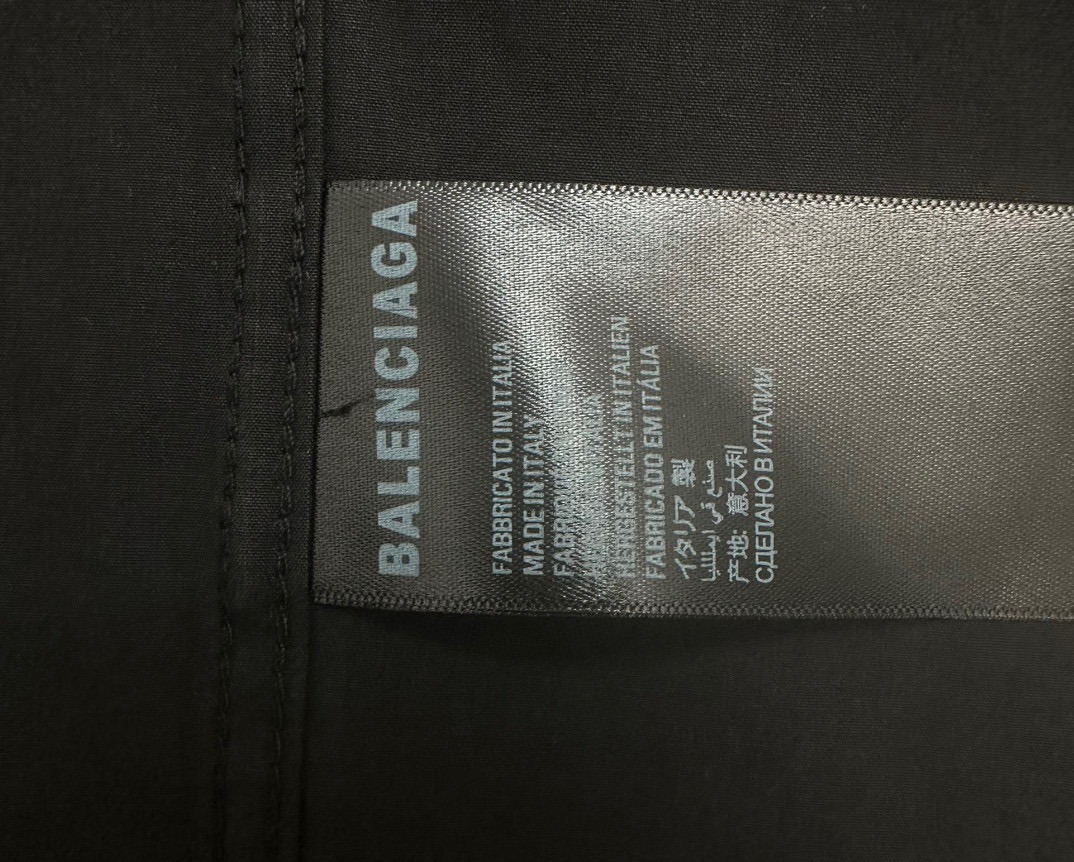 BALENCIAGA
FABBRICATO IN ITALIA
MADE IN ITALY
HERGESTELLT IN ITALIEN
FABRICADO EM ITÁLIA
イタリア 製
صنع في إيطاليا
产地: 意大利
СДЕЛАНО В ИТАЛИИ